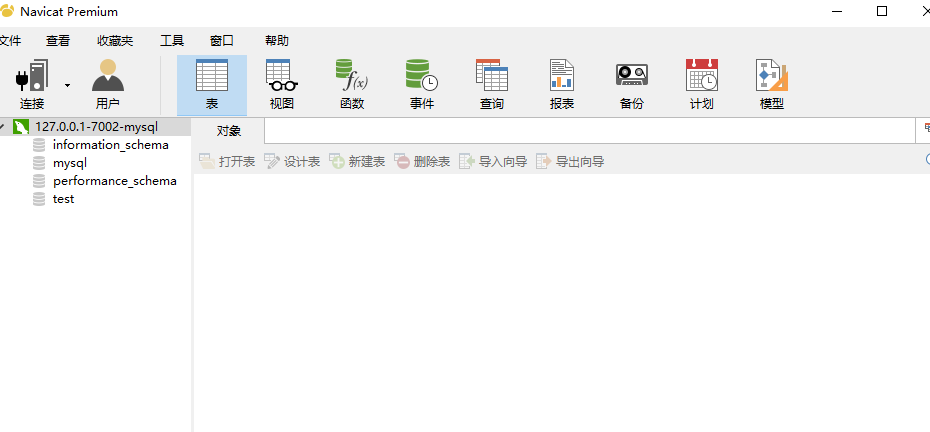 Navicat Premium
文件 查看 收藏夹 工具 窗口 帮助
f(x)
连接 用户 表 视图 函数 事件 查询 报表 备份 计划 模型
127.0.0.1-7002-mysql
对象
information_schema
打开表 设计表 新建表 删除表 导入向导 导出向导
mysql
performance_schema
test